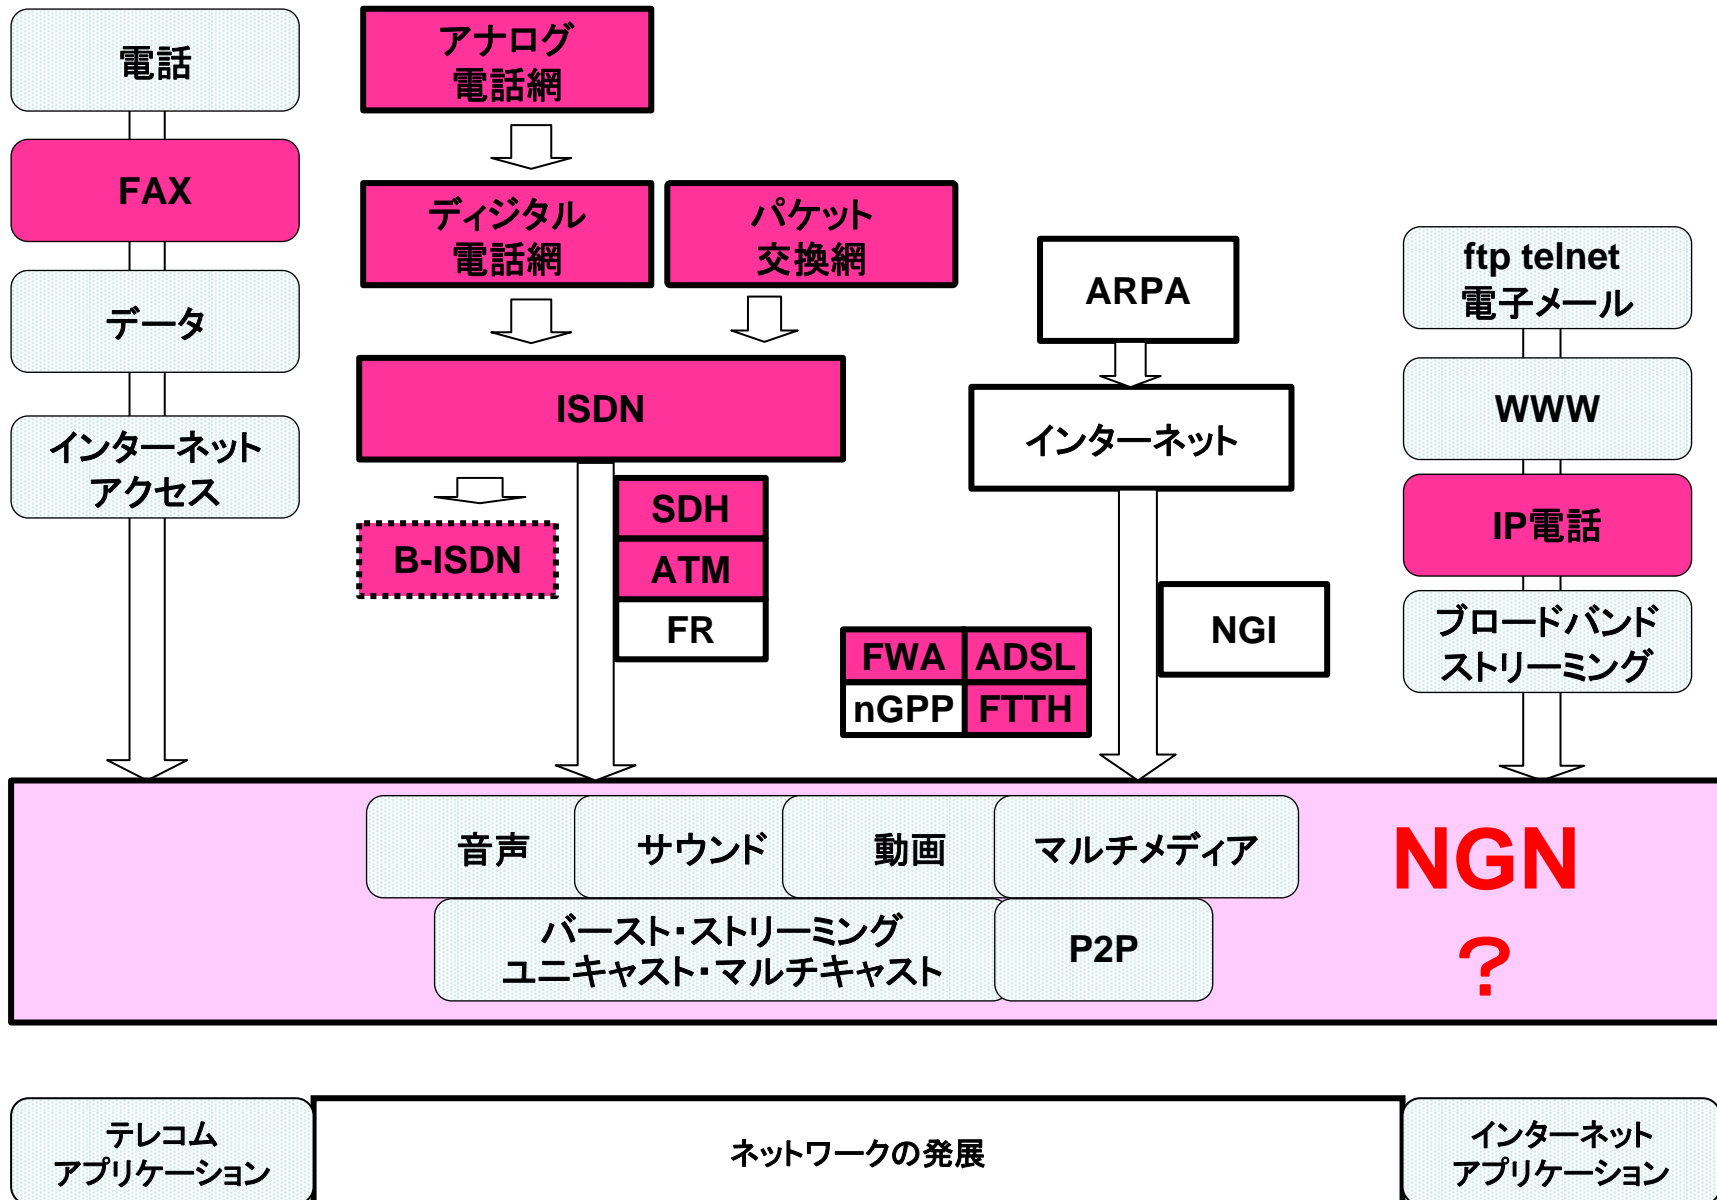 電話
FAX
データ
インターネット
アクセス
アナログ
電話網
ディジタル
電話網
パケット
交換網
ISDN
B-ISDN
SDH
ATM
FR
ARPA
インターネット
NGI
FWA
ADSL
nGPP
FTTH
ftp telnet
電子メール
WWW
IP電話
ブロードバンド
ストリーミング
音声
サウンド
動画
マルチメディア
バースト・ストリーミング
ユニキャスト・マルチキャスト
P2P
NGN
?
テレコム
アプリケーション
ネットワークの発展
インターネット
アプリケーション